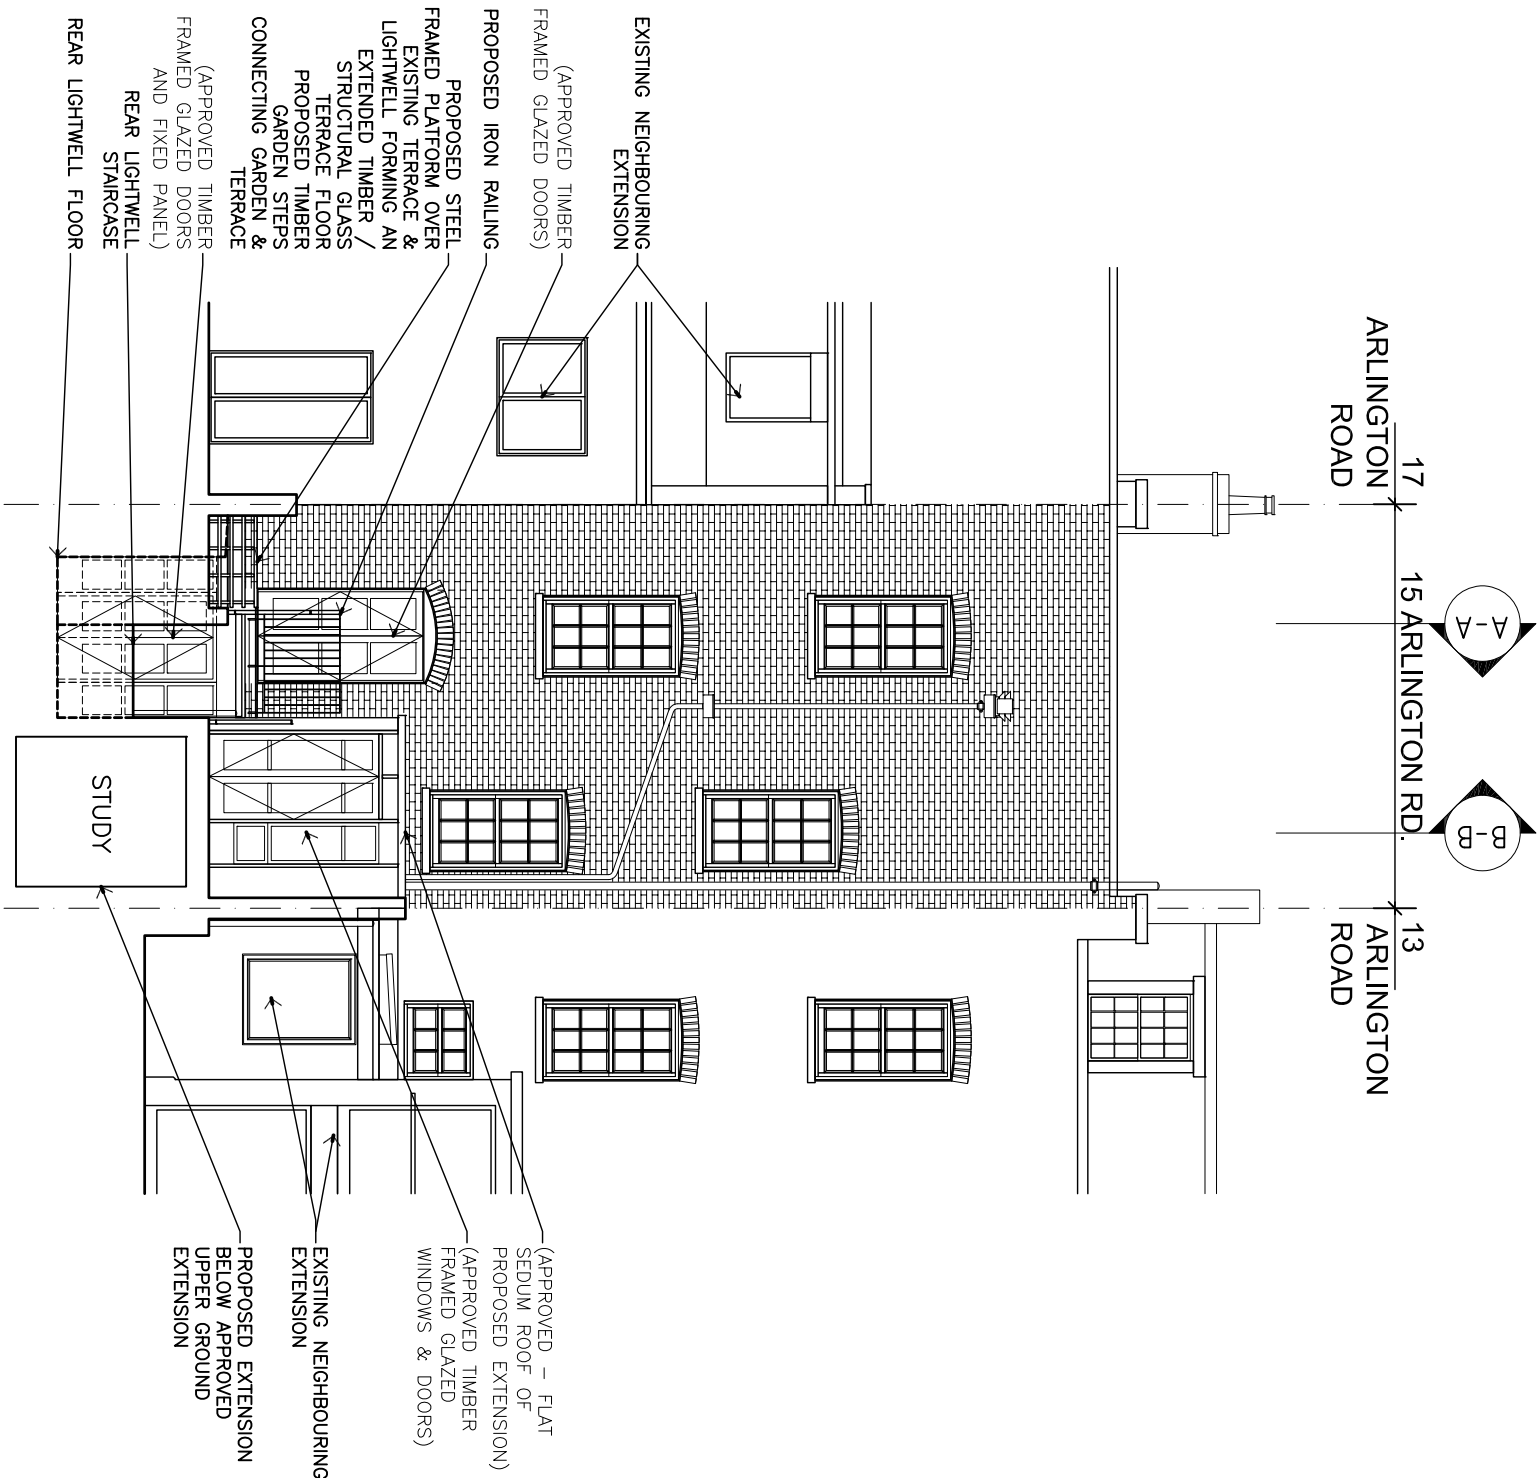 17
ARLINGTON
ROAD
15 ARLINGTON RD.
13
ARLINGTON
ROAD
A-A
B-B
EXISTING NEIGHBOURING
EXTENSION
(APPROVED TIMBER
FRAMED GLAZED DOORS)
PROPOSED IRON RAILING
PROPOSED STEEL
FRAMED PLATFORM OVER
EXISTING TERRACE &
LIGHTWELL FORMING AN
EXTENDED TIMBER /
STRUCTURAL GLASS
TERRACE FLOOR
PROPOSED TIMBER
GARDEN STEPS
CONNECTING GARDEN &
TERRACE
(APPROVED TIMBER
FRAMED GLAZED DOORS
AND FIXED PANEL)
REAR LIGHTWELL
STAIRCASE
REAR LIGHTWELL FLOOR
STUDY
(APPROVED – FLAT
SEDUM ROOF OF
PROPOSED EXTENSION)
(APPROVED TIMBER
FRAMED GLAZED
WINDOWS & DOORS)
EXISTING NEIGHBOURING
EXTENSION
PROPOSED EXTENSION
BELOW APPROVED
UPPER GROUND
EXTENSION